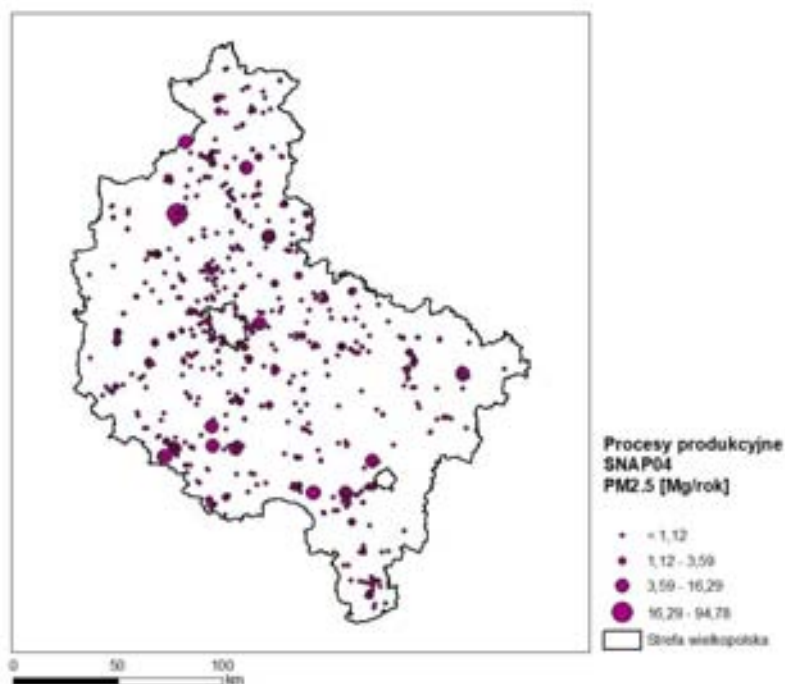 Procesy produkcyjne
SNAP04
PM2.5 [Mg/rok]
< 1,12
1,12 - 3,59
3,59 - 16,29
16,29 - 94,78
Strefa wielkopolska
0 50 100
km